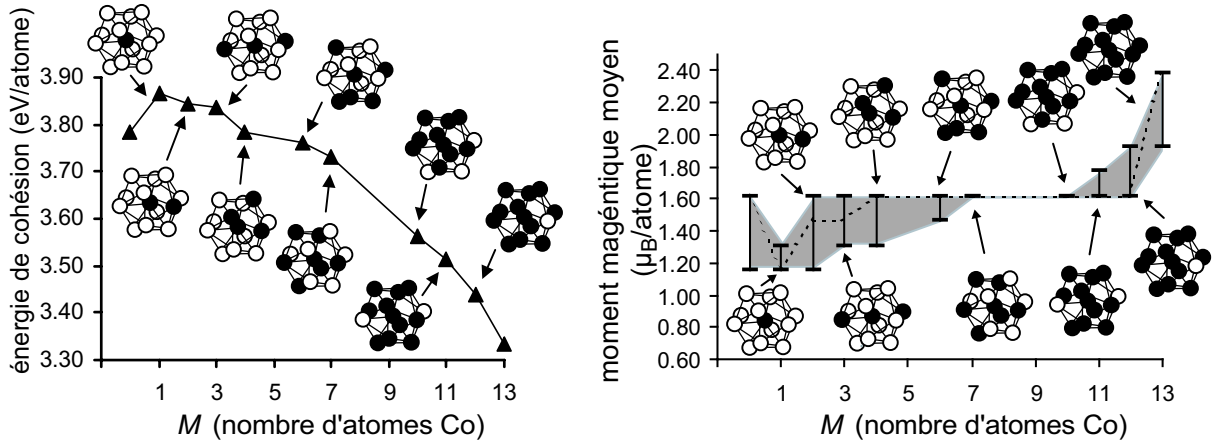 énergie de cohésion (eV/atome)
3.90
3.80
3.70
3.60
3.50
3.40
3.30
1 3 5 7 9 11 13
M (nombre d'atomes Co)
moment magéntique moyen
(μB/atome)
2.40
2.20
2.00
1.80
1.60
1.40
1.20
1.00
0.80
0.60
1 3 5 7 9 11 13
M (nombre d'atomes Co)